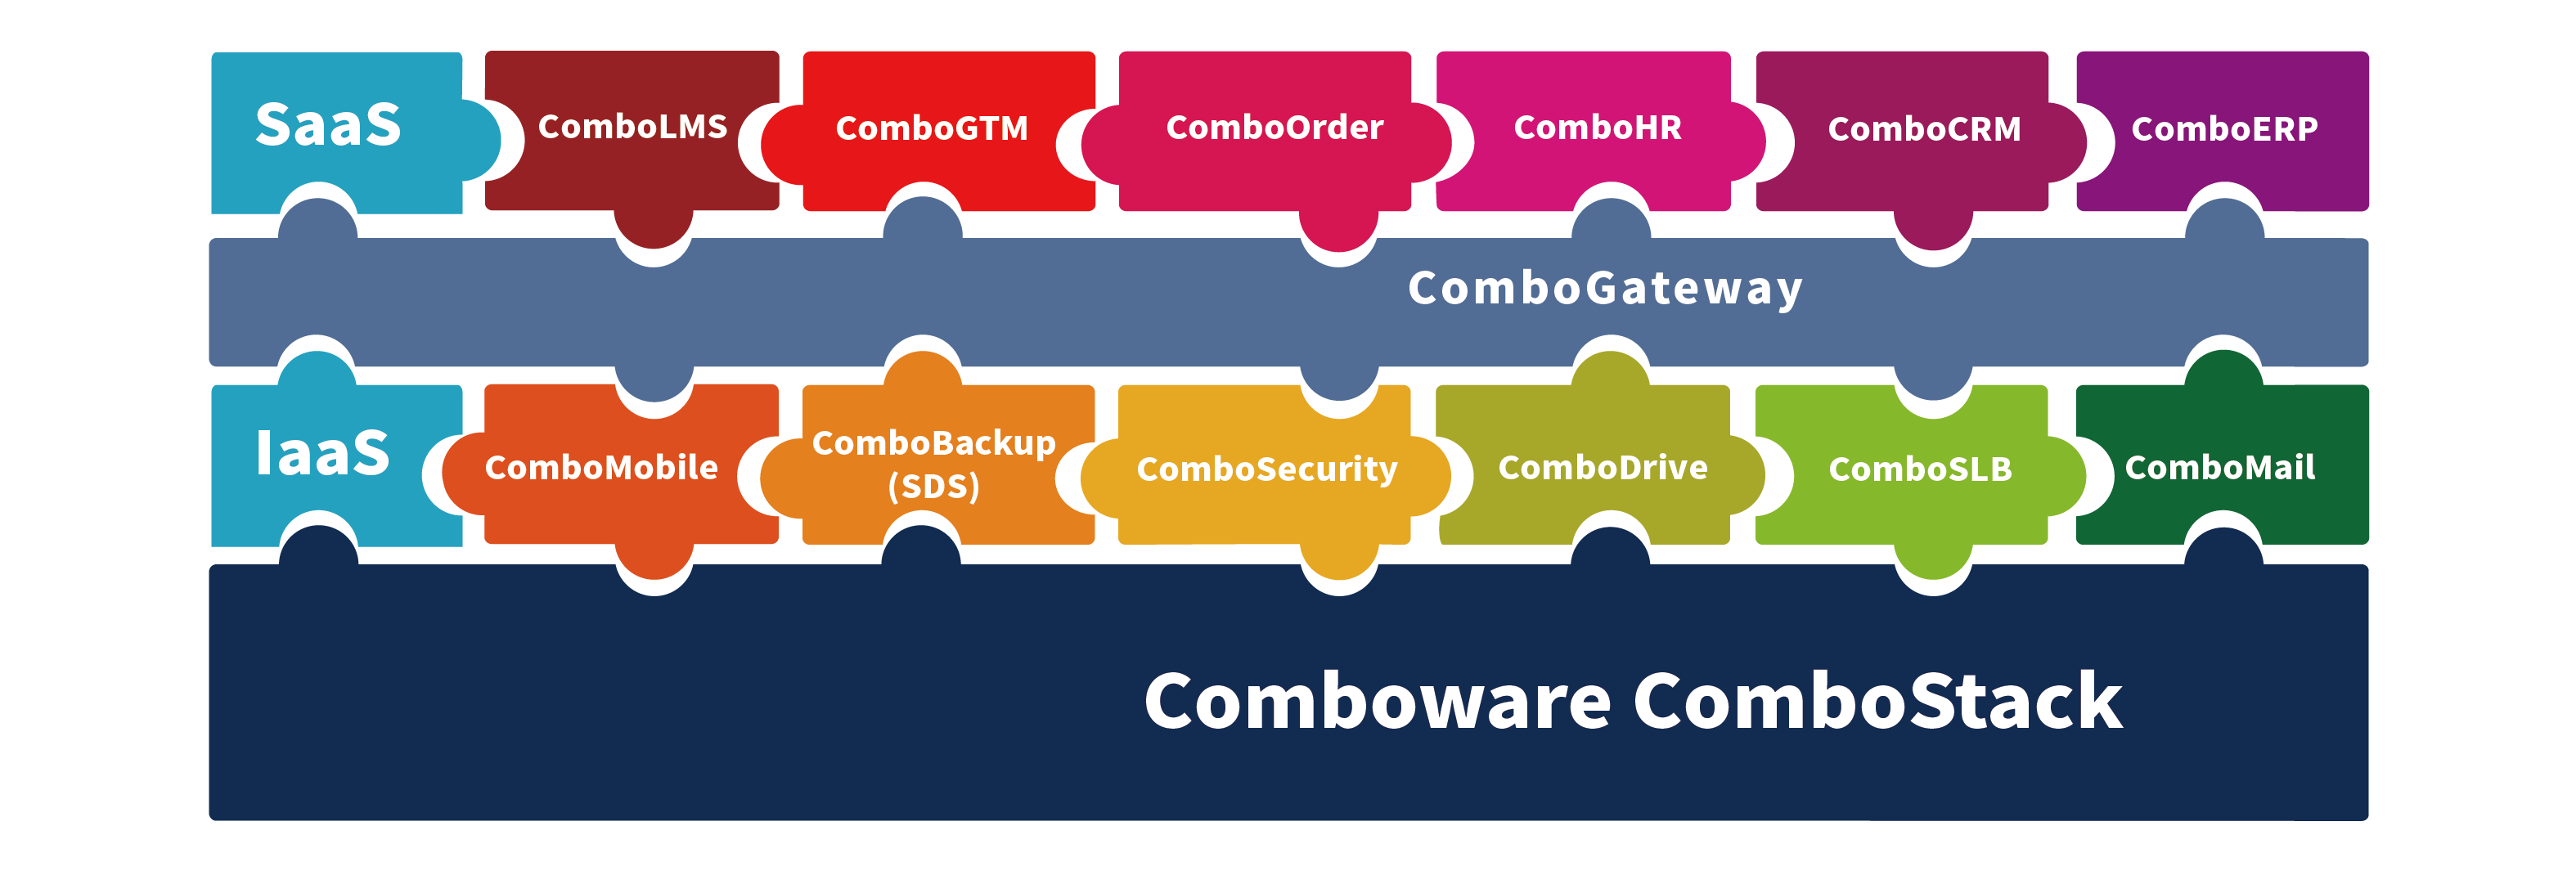 SaaS
ComboLMS
ComboGTM
ComboOrder
ComboHR
ComboCRM
ComboERP
ComboGateway
IaaS
ComboMobile
ComboBackup
(SDS)
ComboSecurity
ComboDrive
ComboSLB
ComboMail
Comboware ComboStack